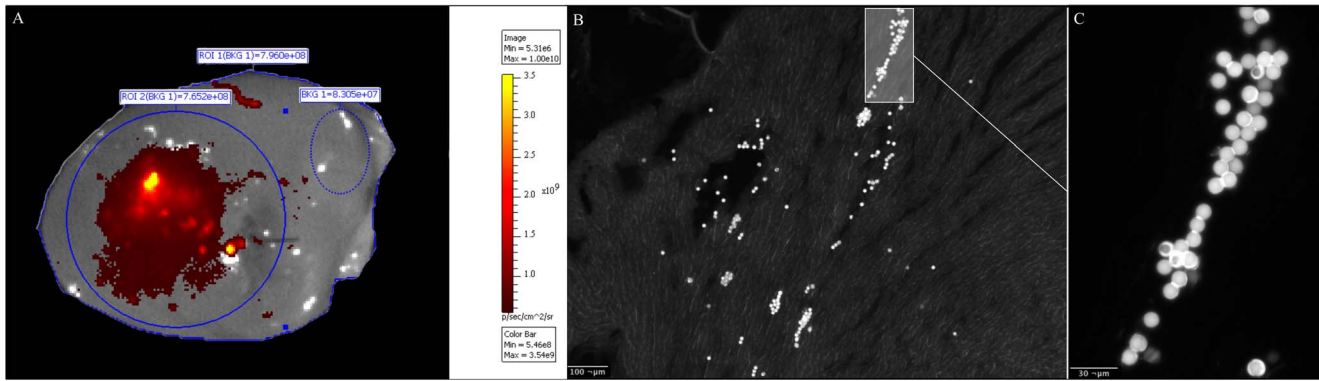 A
ROI 1(BKG 1)=7.960e+08
ROI 2(BKG 1)=7.652e+08
BKG 1=8.305e+07
Image
Min = 5.31e6
Max = 1.00e10
3.5
3.0
2.5
2.0
x10⁹
1.5
1.0
p/sec/cm^2/sr
Color Bar
Min = 5.46e8
Max = 3.54e9
B
100 ¬µm
C
30 ¬µm